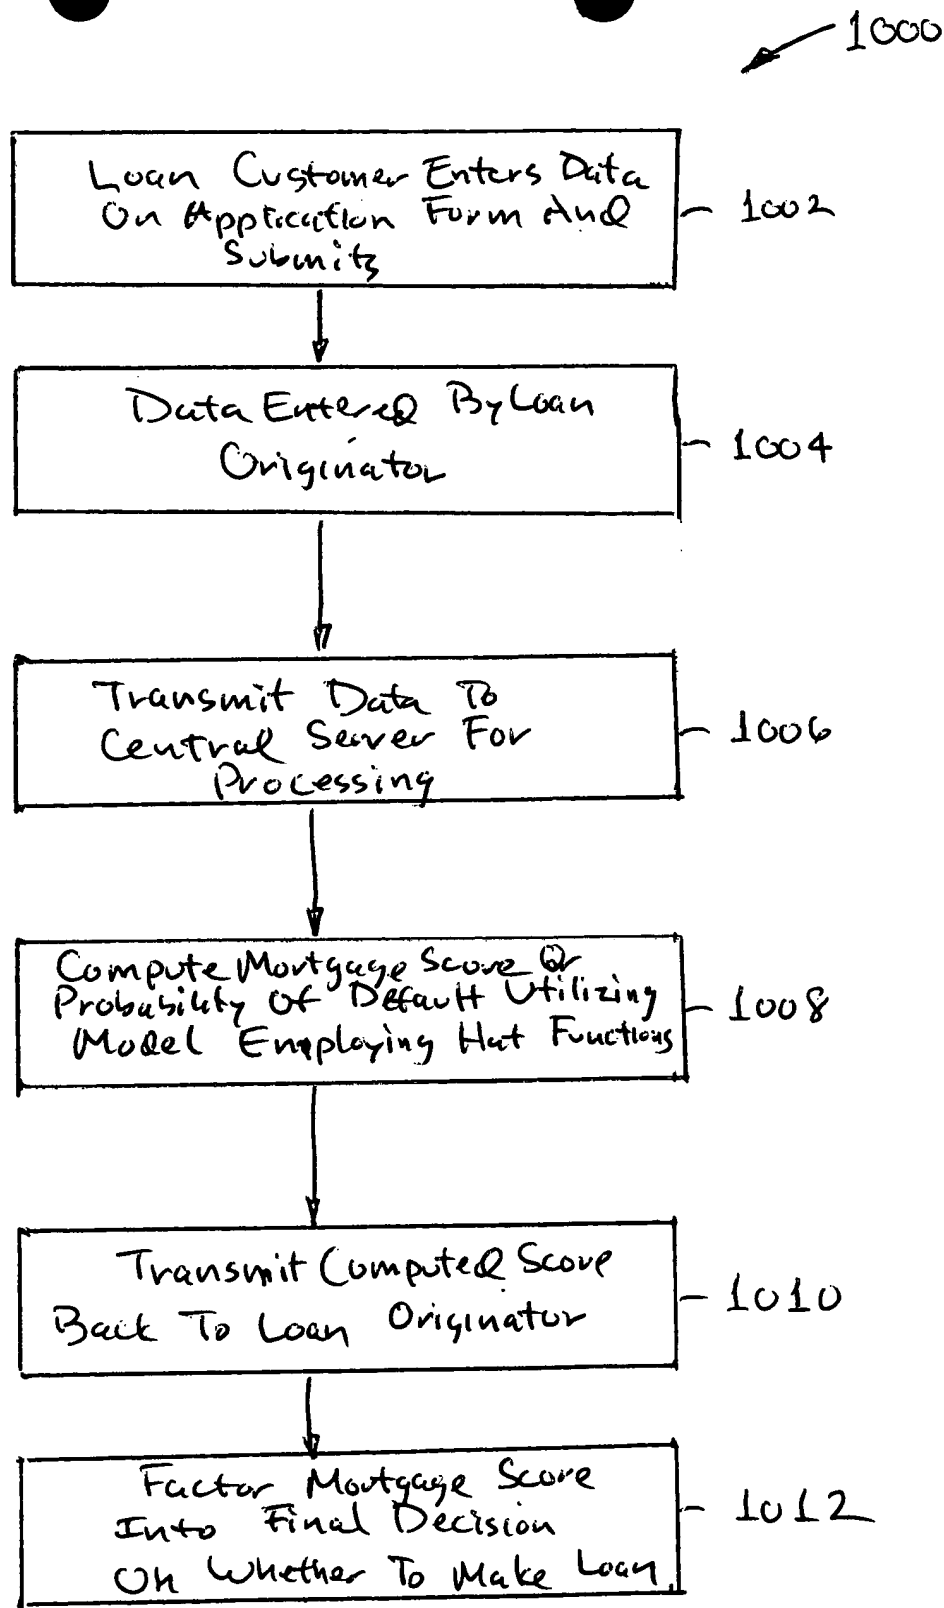 1000
Loan Customer Enters Data
On Application Form And
Submits
1002
Data Entered By Loan
Originator
1004
Transmit Data To
Central Server For
Processing
1006
Compute Mortgage Score Or
Probability Of Default Utilizing
Model Employing Hat Functions
1008
Transmit Computed Score
Back To Loan Originator
1010
Factor Mortgage Score
Into Final Decision
On Whether To Make Loan
1012